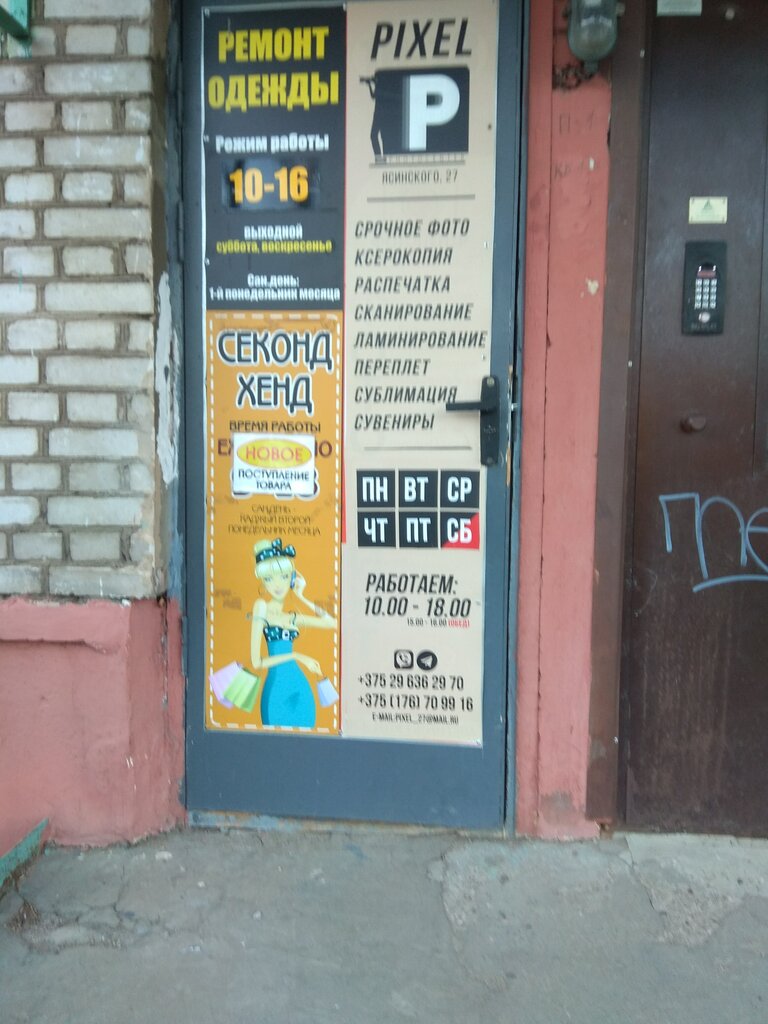 РЕМОНТ
ОДЕЖДЫ
Режим работы
10-16
выходной
суббота, воскресенье
Сан.день:
1-й понедельник месяца
СЕКОНД
ХЕНД
ВРЕМЯ РАБОТЫ
НОВОЕ
ПОСТУПЛЕНИЕ
ТОВАРА
САНДЕНЬ -
КАЖДЫЙ ВТОРОЙ
ПОНЕДЕЛЬНИК МЕСЯЦА
PIXEL
P
ЯСИНСКОГО, 27
СРОЧНОЕ ФОТО
КСЕРОКОПИЯ
РАСПЕЧАТКА
СКАНИРОВАНИЕ
ЛАМИНИРОВАНИЕ
ПЕРЕПЛЕТ
СУБЛИМАЦИЯ
СУВЕНИРЫ
ПН ВТ СР
ЧТ ПТ СБ
РАБОТАЕМ:
10.00 - 18.00
+375 29 636 29 70
+375 (176) 70 99 16
E-MAIL:PIXEL_27@MAIL.RU